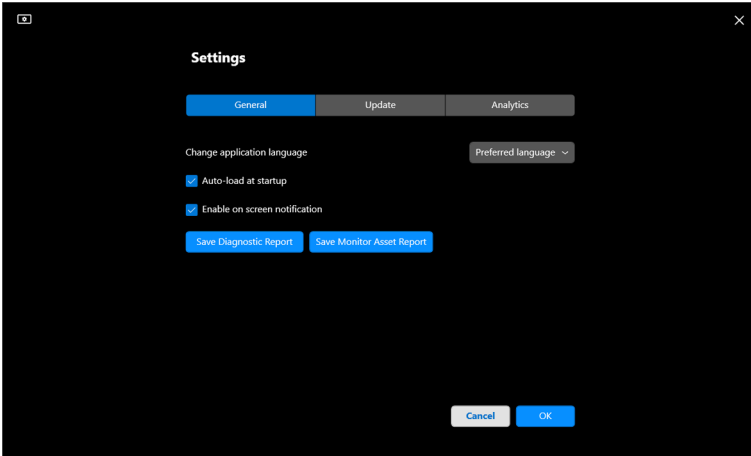 Settings
General Update Analytics
Change application language Preferred language
Auto-load at startup
Enable on screen notification
Save Diagnostic Report Save Monitor Asset Report
Cancel OK